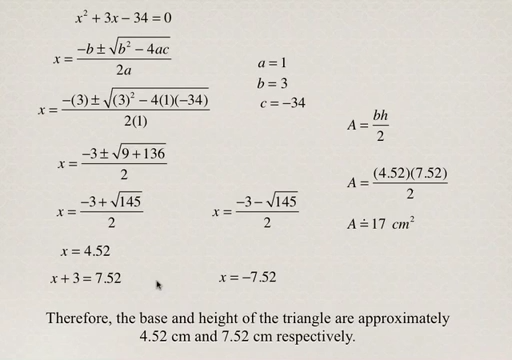 x² + 3x − 34 = 0
x = (−b ± √(b² − 4ac)) / 2a
a = 1
b = 3
c = −34
x = (−(3) ± √((3)² − 4(1)(−34))) / 2(1)
x = (−3 ± √(9 + 136)) / 2
x = (−3 + √145) / 2
x = (−3 − √145) / 2
x = 4.52
x + 3 = 7.52
x = −7.52
A = bh / 2
A = (4.52)(7.52) / 2
A ≐ 17 cm²
Therefore, the base and height of the triangle are approximately
4.52 cm and 7.52 cm respectively.